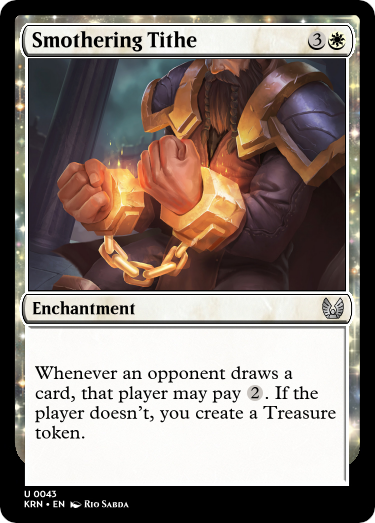 Smothering Tithe 3
Enchantment
Whenever an opponent draws a
card, that player may pay 2. If the
player doesn't, you create a Treasure
token.
U 0043
KRN • EN Rio Sabda